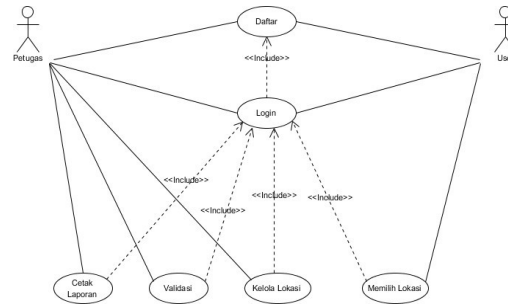 Daftar
Petugas
Use
<<Include>>
Login
<<Include>>
<<Include>>
<<Include>>
<<Include>>
Cetak
Laporan
Validasi
Kelola Lokasi
Memilih Lokasi